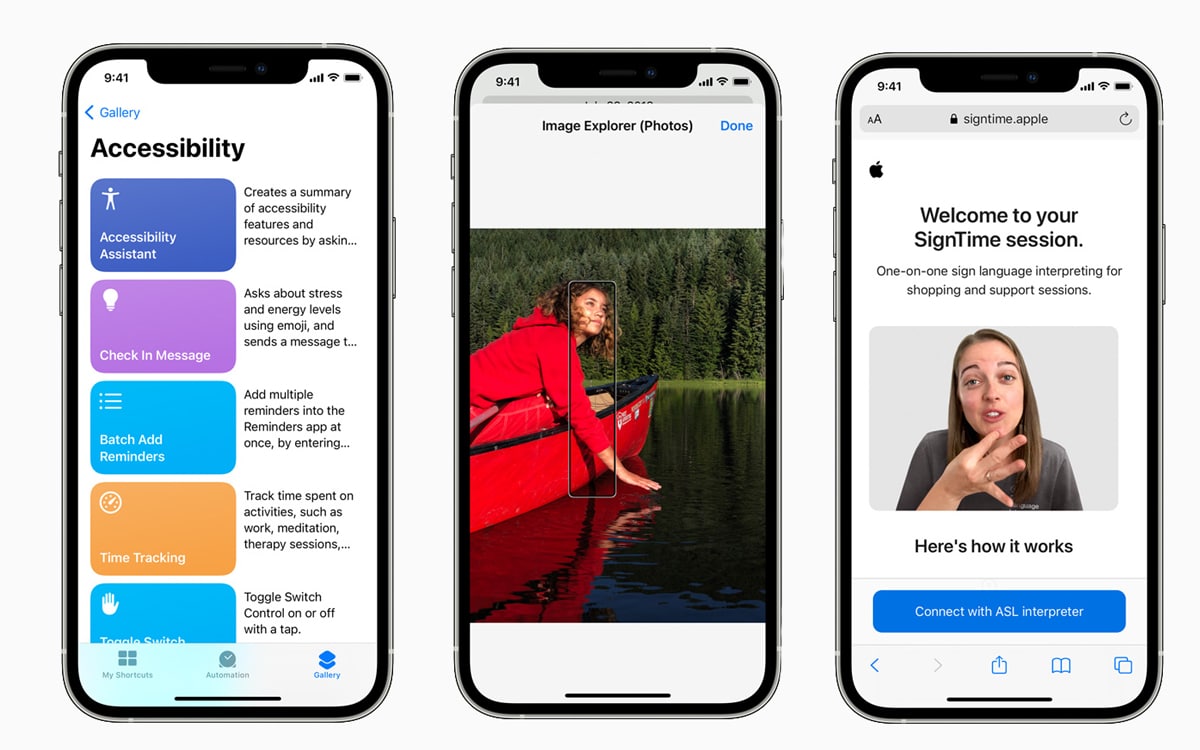 9:41
Gallery
Accessibility
Accessibility
Assistant
Creates a summary
of accessibility
features and
resources by askin...
Check In Message
Asks about stress
and energy levels
using emoji, and
sends a message t...
Batch Add
Reminders
Add multiple
reminders into the
Reminders app at
once, by entering...
Time Tracking
Track time spent on
activities, such as
work, meditation,
therapy sessions,...
Toggle Switch
Toggle Switch
Control on or off
with a tap.
My Shortcuts
Automation
Gallery
9:41
Image Explorer (Photos)
Done
9:41
AA
signtime.apple
Welcome to your
SignTime session.
One-on-one sign language interpreting for
shopping and support sessions.
Here's how it works
Connect with ASL interpreter